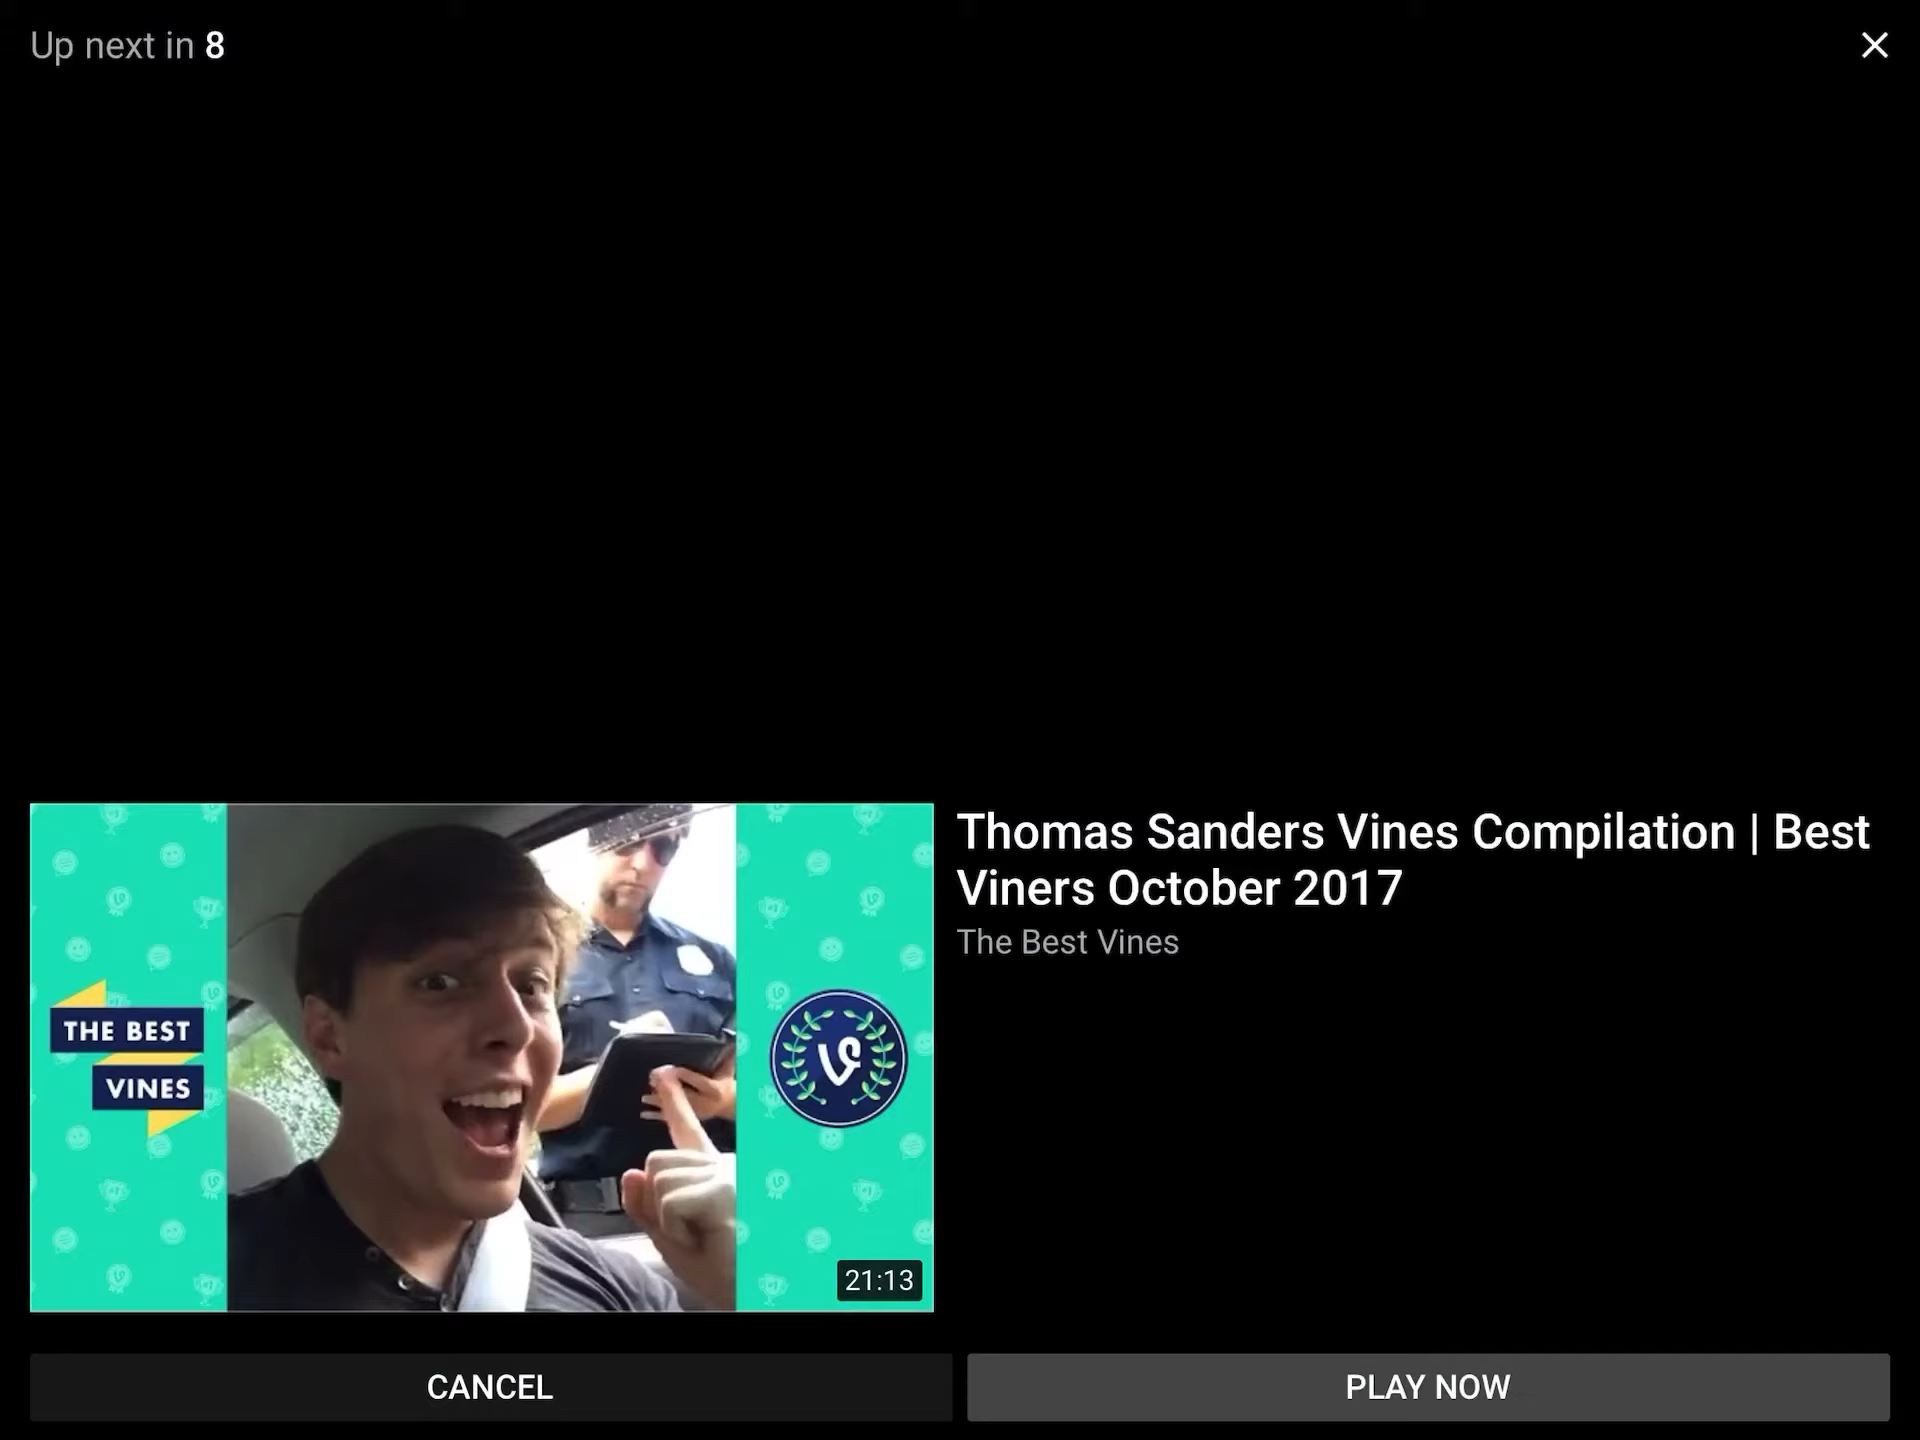 Up next in 8
Thomas Sanders Vines Compilation | Best
Viners October 2017
The Best Vines
THE BEST
VINES
21:13
CANCEL
PLAY NOW